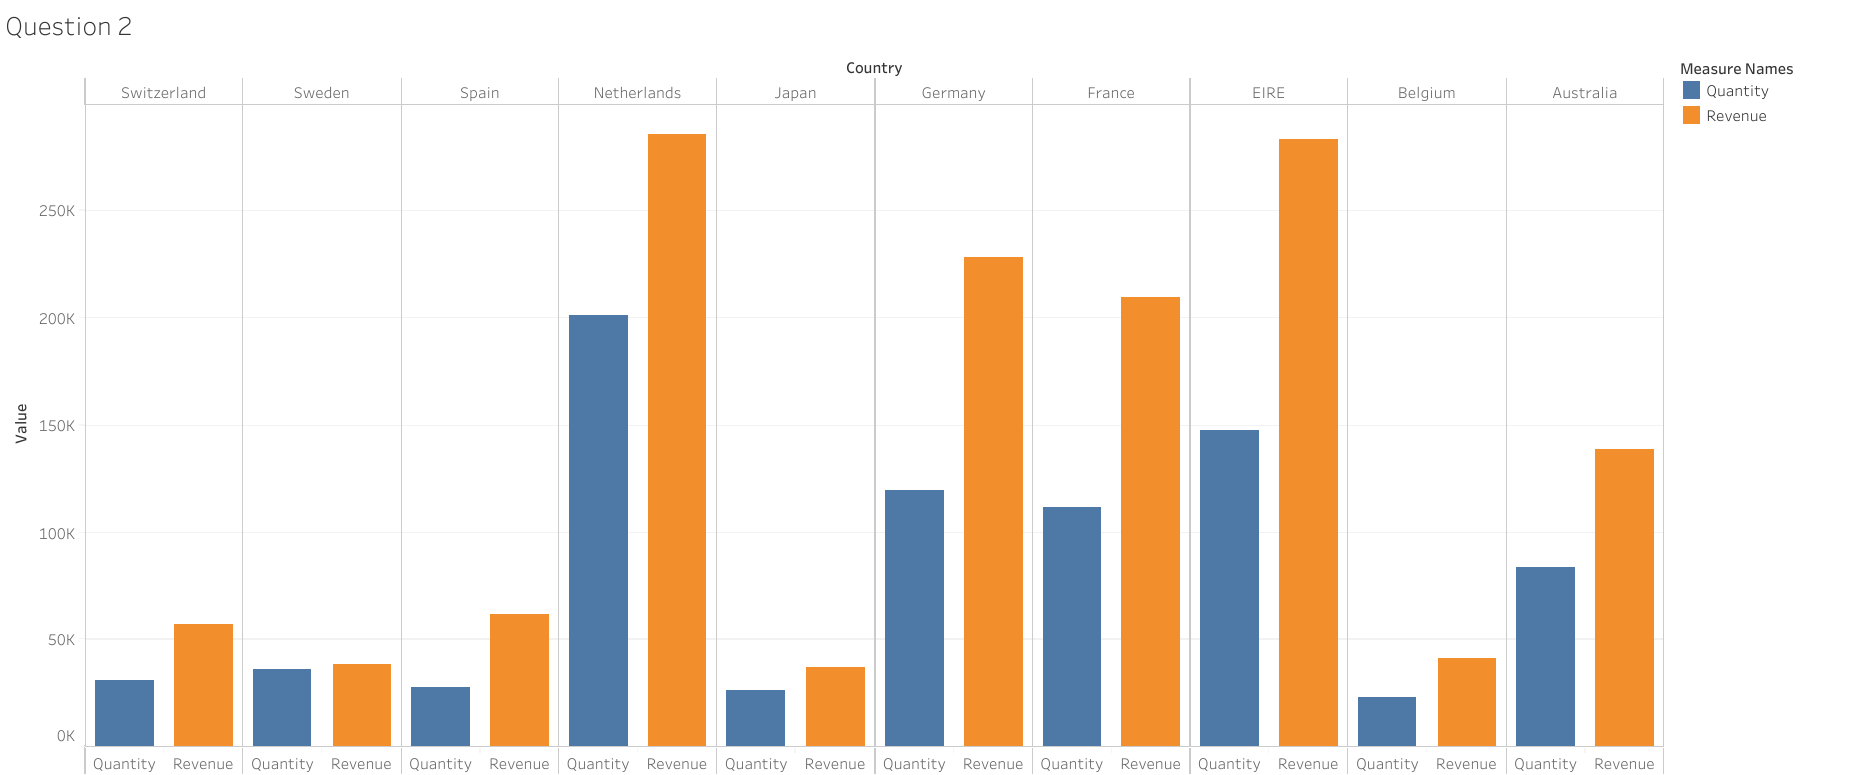 Question 2
Country
Measure Names
Switzerland Sweden Spain Netherlands Japan Germany France EIRE Belgium Australia
Quantity
Revenue
250K
200K
150K
100K
50K
0K
Value
Quantity Revenue Quantity Revenue Quantity Revenue Quantity Revenue Quantity Revenue Quantity Revenue Quantity Revenue Quantity Revenue Quantity Revenue Quantity Revenue